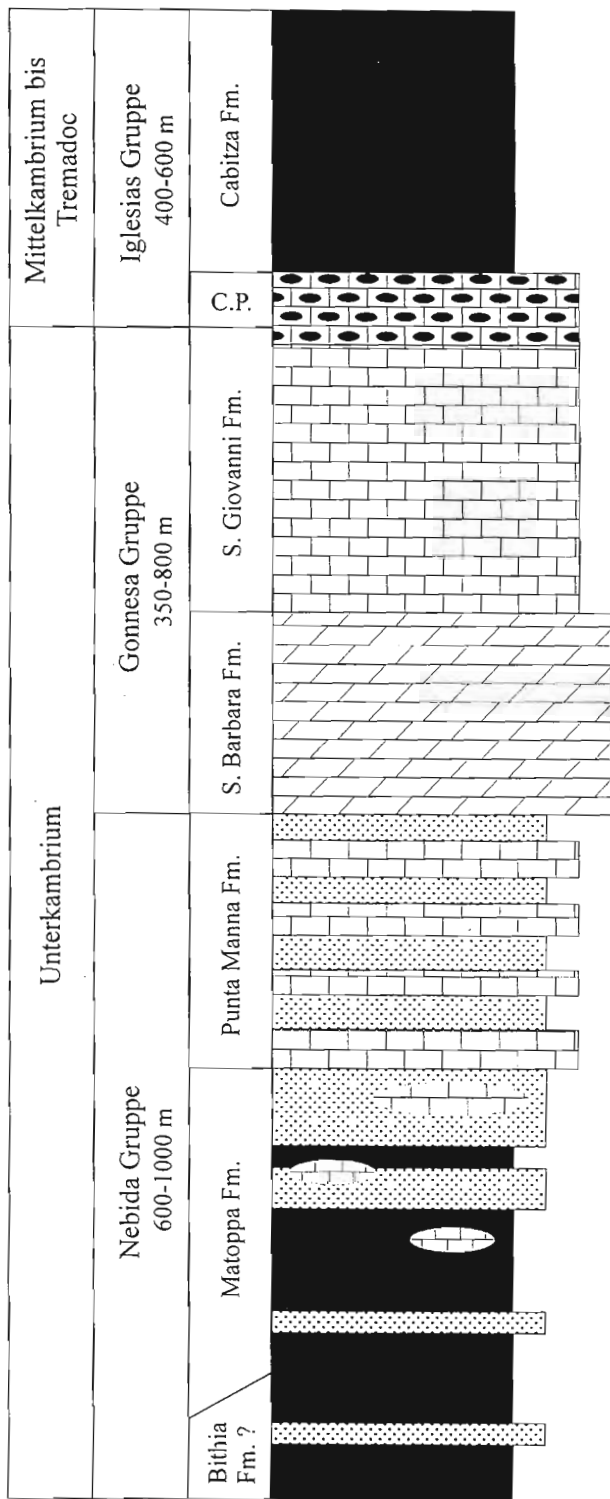 Mittelkambrium bis
Tremadoc
Iglesias Gruppe
400-600 m
Cabitza Fm.
C.P.
Unterkambrium
Gonnesa Gruppe
350-800 m
S. Giovanni Fm.
S. Barbara Fm.
Nebida Gruppe
600-1000 m
Punta Manna Fm.
Matoppa Fm.
Bithia
Fm. ?